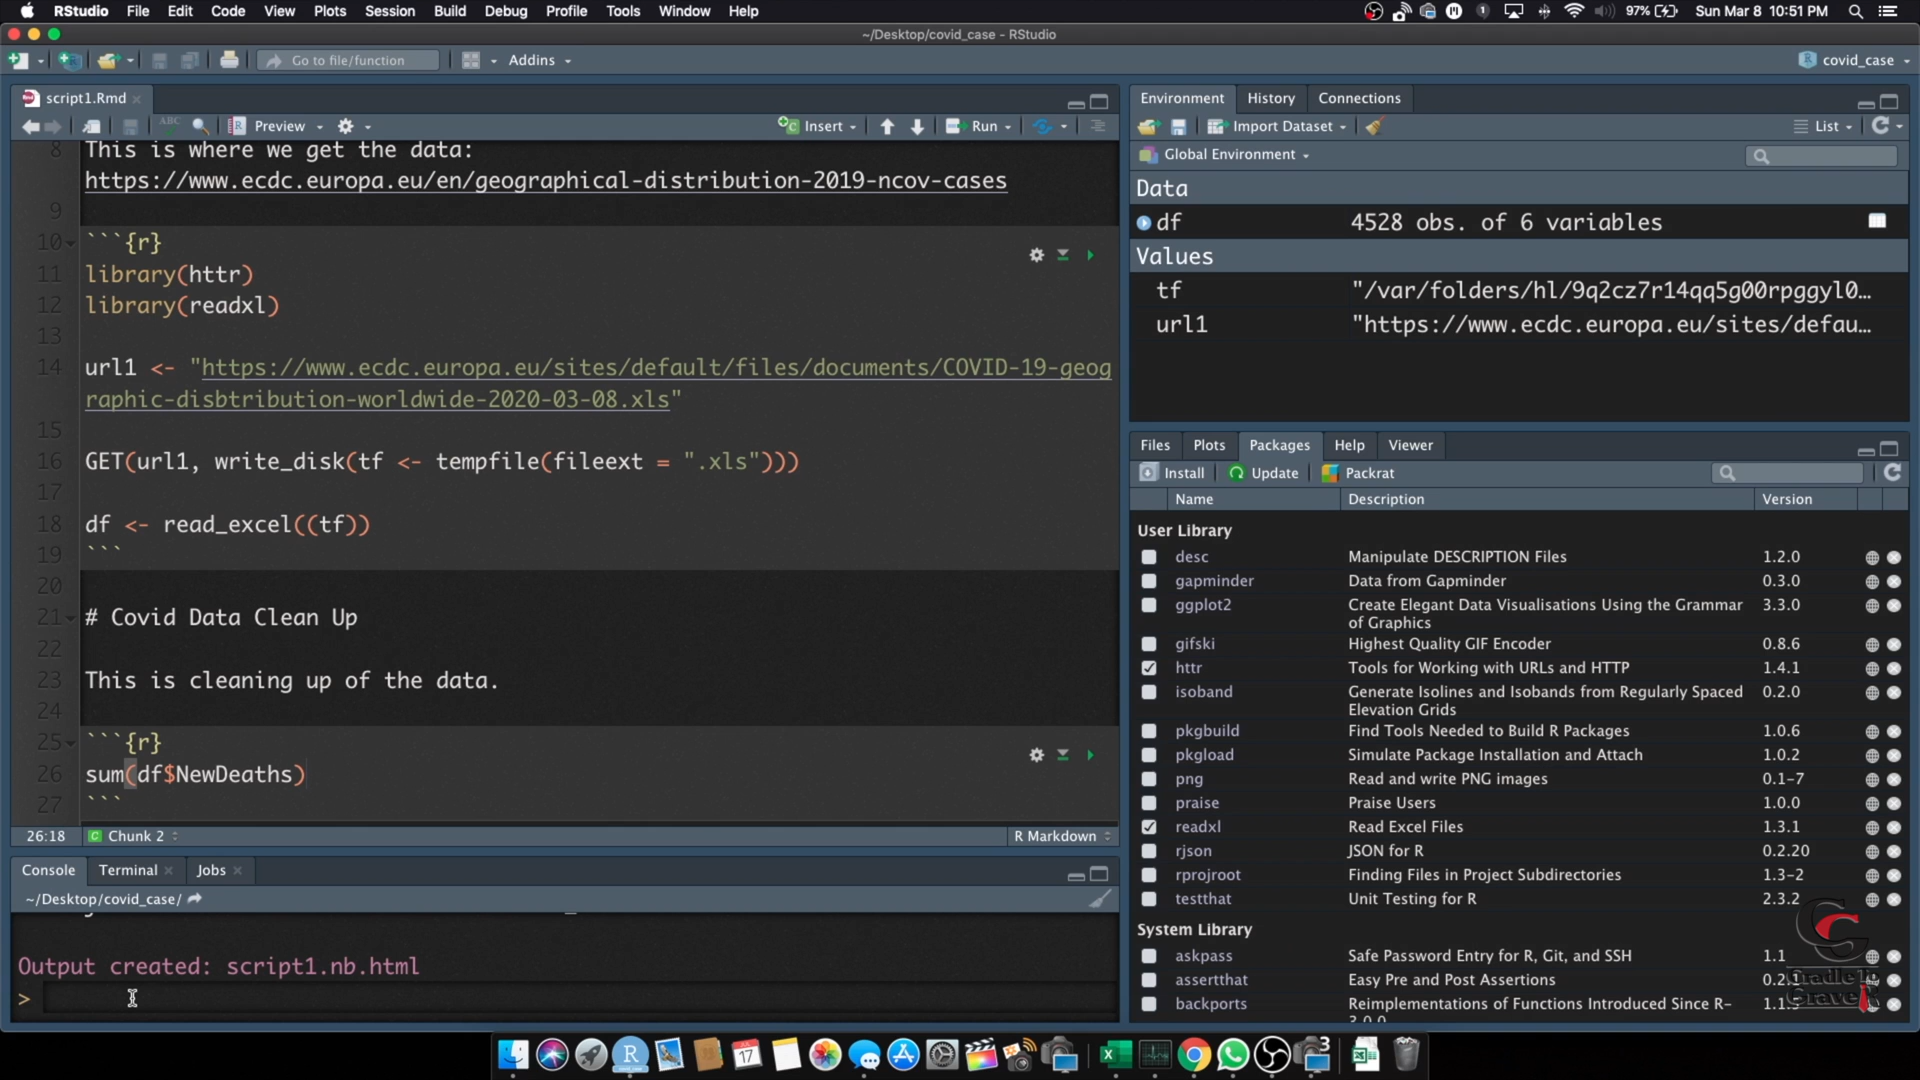 RStudio File Edit Code View Plots Session Build Debug Profile Tools Window Help
97% Sun Mar 8 10:51 PM
~/Desktop/covid_case - RStudio
Go to file/function Addins covid_case
script1.Rmd
ABC Preview Insert Run
8 This is where we get the data:
https://www.ecdc.europa.eu/en/geographical-distribution-2019-ncov-cases
9
10 ```{r}
11 library(httr)
12 library(readxl)
13
14 url1 <- "https://www.ecdc.europa.eu/sites/default/files/documents/COVID-19-geog
raphic-disbtribution-worldwide-2020-03-08.xls"
15
16 GET(url1, write_disk(tf <- tempfile(fileext = ".xls")))
17
18 df <- read_excel((tf))
19 ```
20
21 # Covid Data Clean Up
22
23 This is cleaning up of the data.
24
25 ```{r}
26 sum(df$NewDeaths)
27 ```
26:18 Chunk 2 R Markdown
Console Terminal Jobs
~/Desktop/covid_case/
Output created: script1.nb.html
>
Environment History Connections
Import Dataset List
Global Environment
Data
df 4528 obs. of 6 variables
Values
tf "/var/folders/hl/9q2cz7r14qq5g00rpggyl0…
url1 "https://www.ecdc.europa.eu/sites/defau…
Files Plots Packages Help Viewer
Install Update Packrat
Name Description Version
User Library
desc Manipulate DESCRIPTION Files 1.2.0
gapminder Data from Gapminder 0.3.0
ggplot2 Create Elegant Data Visualisations Using the Grammar 3.3.0
of Graphics
gifski Highest Quality GIF Encoder 0.8.6
httr Tools for Working with URLs and HTTP 1.4.1
isoband Generate Isolines and Isobands from Regularly Spaced 0.2.0
Elevation Grids
pkgbuild Find Tools Needed to Build R Packages 1.0.6
pkgload Simulate Package Installation and Attach 1.0.2
png Read and write PNG images 0.1-7
praise Praise Users 1.0.0
readxl Read Excel Files 1.3.1
rjson JSON for R 0.2.20
rprojroot Finding Files in Project Subdirectories 1.3-2
testthat Unit Testing for R 2.3.2
System Library
askpass Safe Password Entry for R, Git, and SSH 1.1
assertthat Easy Pre and Post Assertions
backports Reimplementations of Functions Introduced Since R-
3.0.0
Cradle To
Grave R
17
3